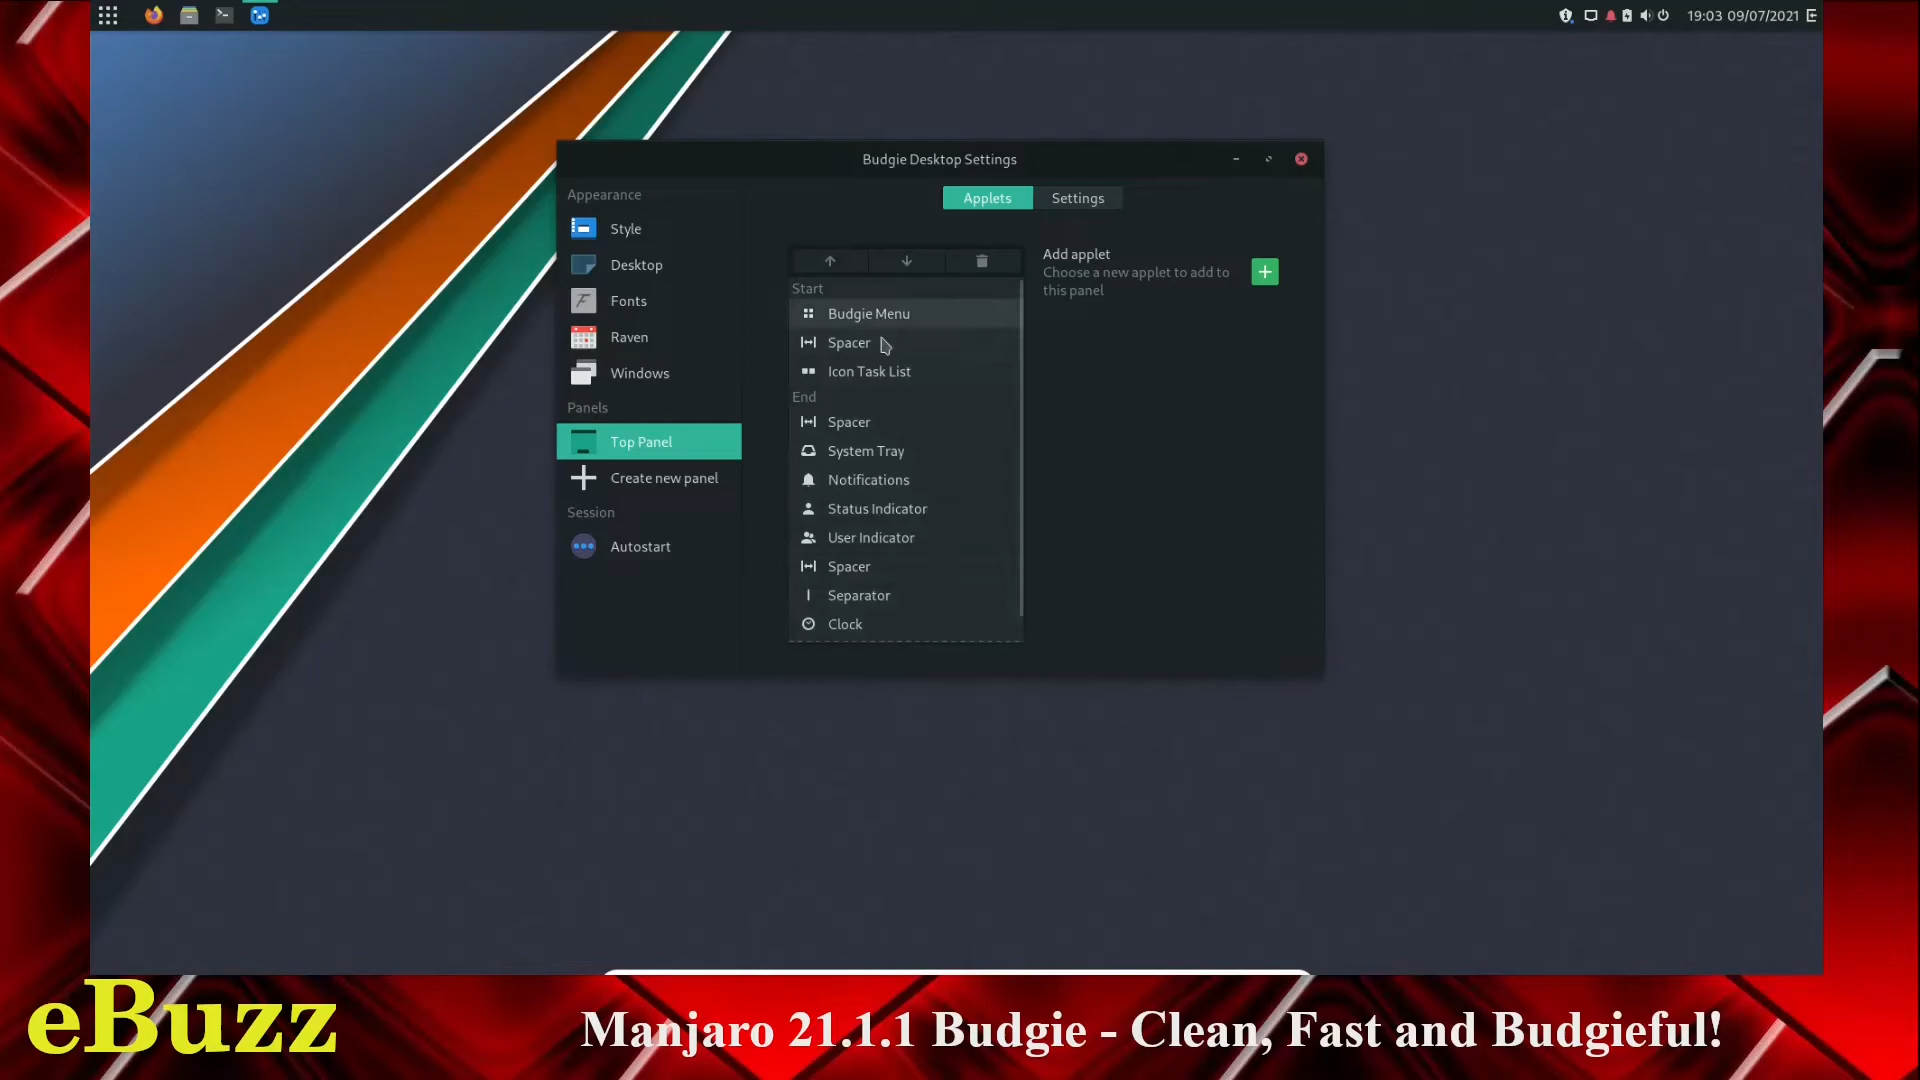 19:03 09/07/2021
Budgie Desktop Settings
Appearance
Style
Desktop
Fonts
Raven
Windows
Panels
Top Panel
Create new panel
Session
Autostart
Applets
Settings
Start
Budgie Menu
Spacer
Icon Task List
End
Spacer
System Tray
Notifications
Status Indicator
User Indicator
Spacer
Separator
Clock
Add applet
Choose a new applet to add to
this panel
eBuzz
Manjaro 21.1.1 Budgie - Clean, Fast and Budgieful!